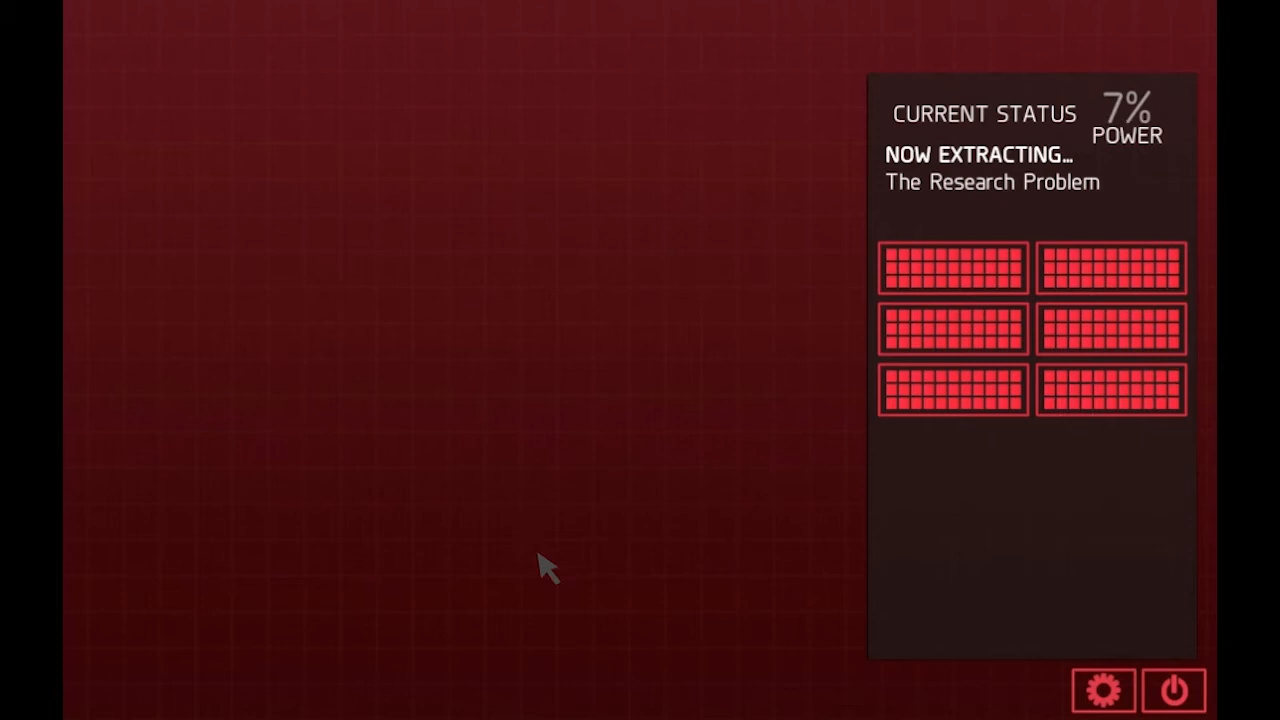 CURRENT STATUS
7%
POWER
NOW EXTRACTING...
The Research Problem